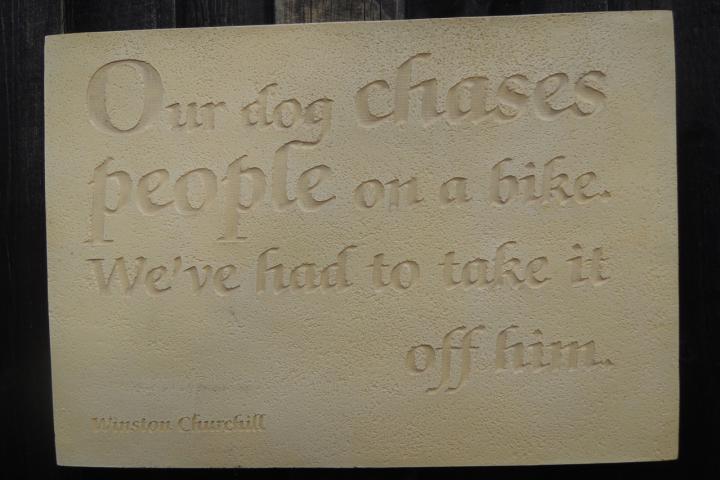 Our dog chases
people on a bike.
We've had to take it
off him.
Winston Churchill